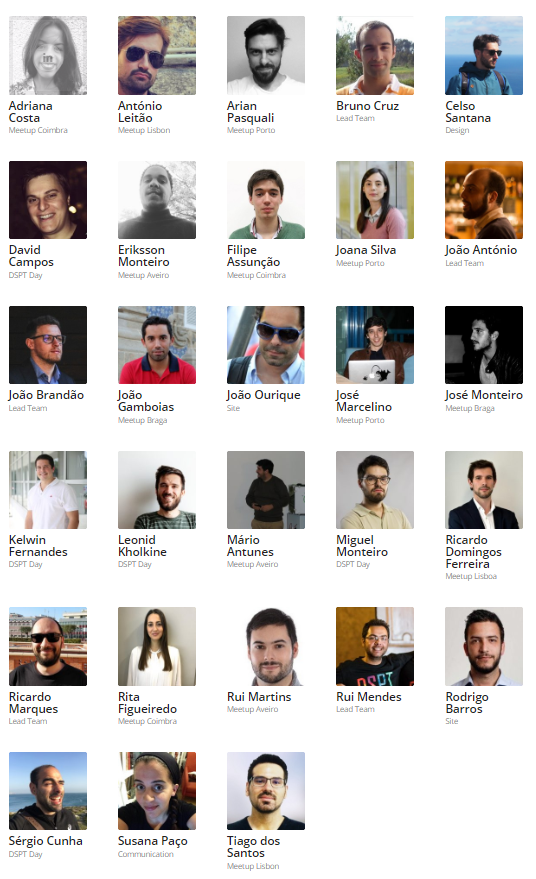 Adriana
Costa
Meetup Coimbra
António
Leitão
Meetup Lisbon
Arian
Pasquali
Meetup Porto
Bruno Cruz
Lead Team
Celso
Santana
Design
David
Campos
DSPT Day
Eriksson
Monteiro
Meetup Aveiro
Filipe
Assunção
Meetup Coimbra
Joana Silva
Meetup Porto
João António
Lead Team
João Brandão
Lead Team
João
Gamboias
Meetup Braga
João Ourique
Site
José
Marcelino
Meetup Porto
José Monteiro
Meetup Braga
Kelwin
Fernandes
DSPT Day
Leonid
Kholkine
DSPT Day
Mário
Antunes
Meetup Aveiro
Miguel
Monteiro
DSPT Day
Ricardo
Domingos
Ferreira
Meetup Lisboa
Ricardo
Marques
Lead Team
Rita
Figueiredo
Meetup Coimbra
Rui Martins
Meetup Aveiro
Rui Mendes
Lead Team
DSPT
Rodrigo
Barros
Site
Sérgio Cunha
DSPT Day
Susana Paço
Communication
Tiago dos
Santos
Meetup Lisbon